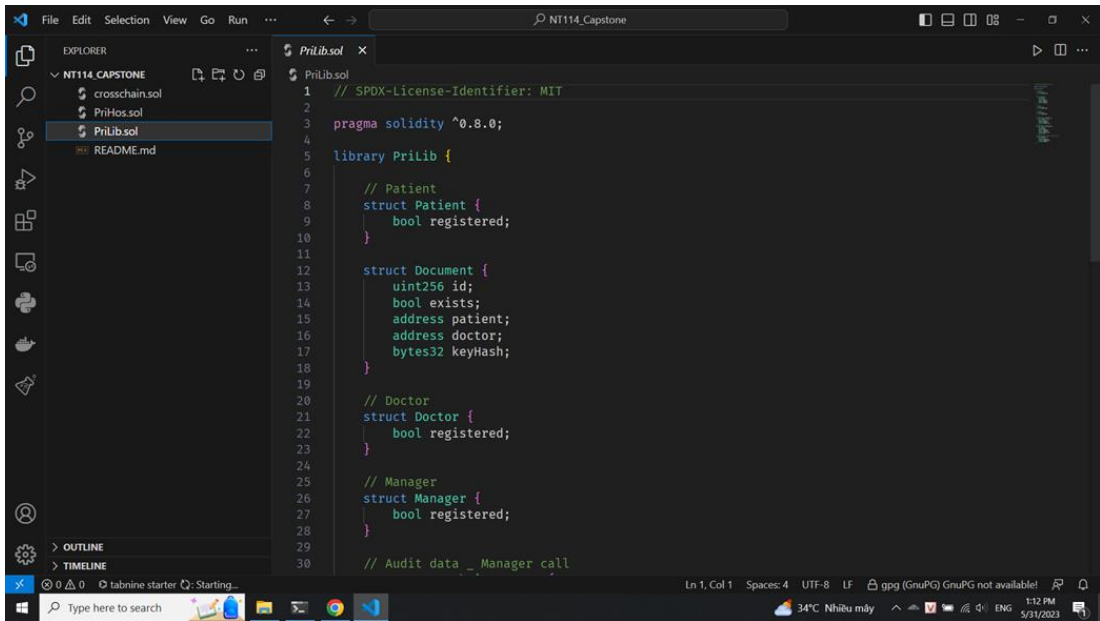 File Edit Selection View Go Run ···
NT114_Capstone
EXPLORER ···
PriLib.sol ×
NT114_CAPSTONE
crosschain.sol
PriHos.sol
PriLib.sol
README.md
PriLib.sol
1 // SPDX-License-Identifier: MIT
2
3 pragma solidity ^0.8.0;
4
5 library PriLib {
6
7 // Patient
8 struct Patient {
9 bool registered;
10 }
11
12 struct Document {
13 uint256 id;
14 bool exists;
15 address patient;
16 address doctor;
17 bytes32 keyHash;
18 }
19
20 // Doctor
21 struct Doctor {
22 bool registered;
23 }
24
25 // Manager
26 struct Manager {
27 bool registered;
28 }
29
30 // Audit data _ Manager call
OUTLINE
TIMELINE
0 0 tabnine starter Starting...
Ln 1, Col 1 Spaces: 4 UTF-8 LF gpg (GnuPG) GnuPG not available!
Type here to search
34°C Nhiều mây ENG
1:12 PM
5/31/2023